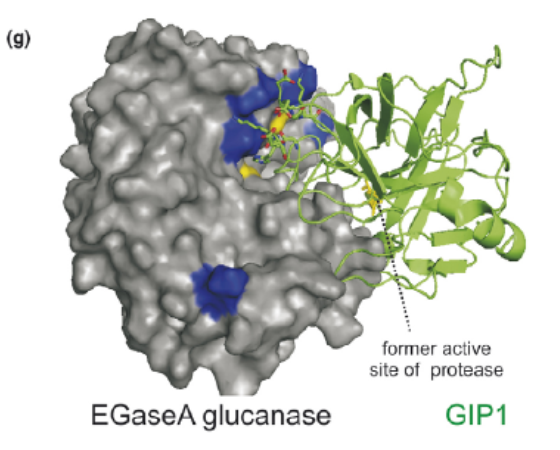 (g)
former active
site of protease
EGaseA glucanase
GIP1